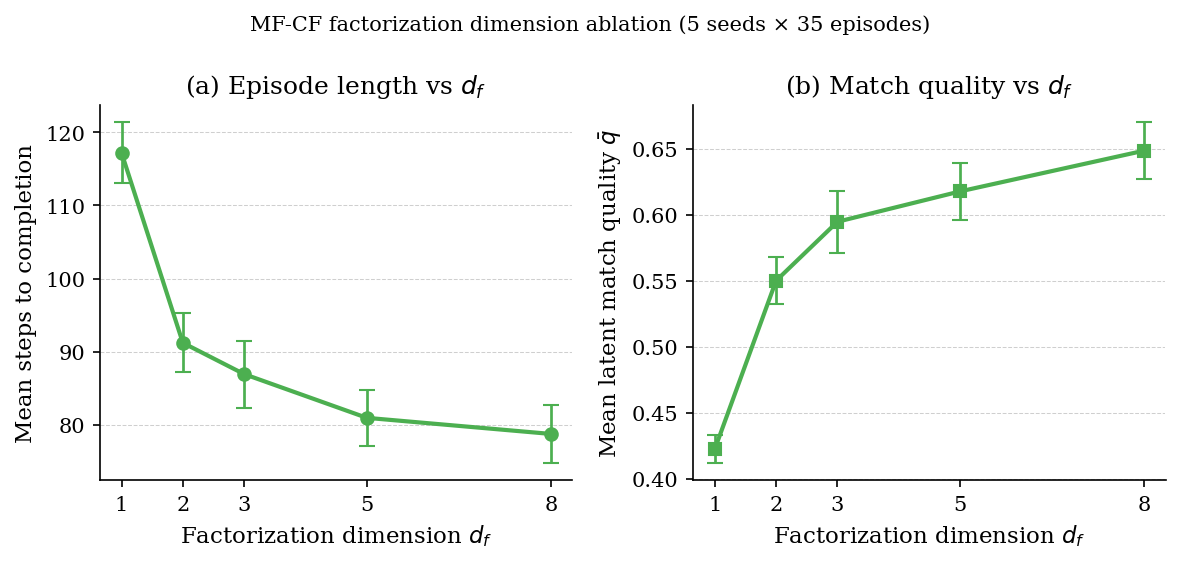 MF-CF factorization dimension ablation (5 seeds × 35 episodes)
(a) Episode length vs d_f
Mean steps to completion
120
110
100
90
80
1 2 3 5 8
Factorization dimension d_f
(b) Match quality vs d_f
Mean latent match quality q̄
0.65
0.60
0.55
0.50
0.45
0.40
1 2 3 5 8
Factorization dimension d_f